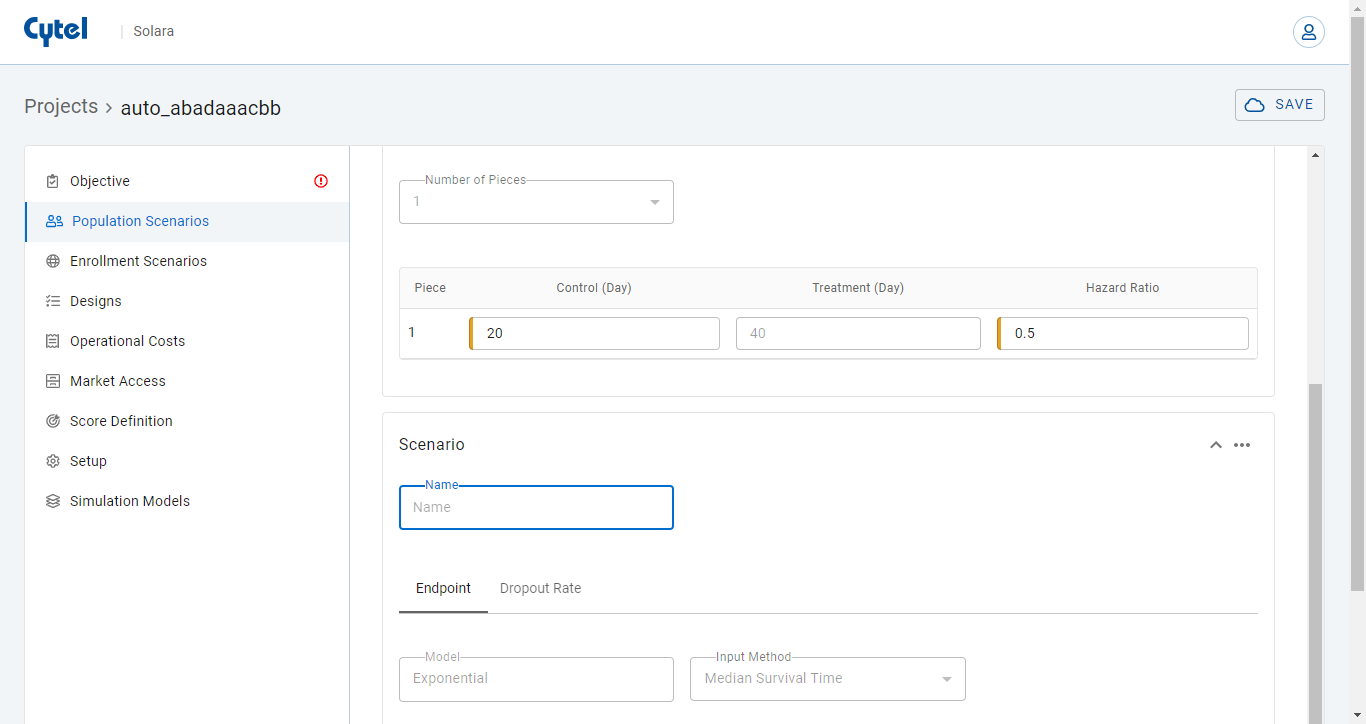 Cytel | Solara
Projects > auto_abadaaacbb
SAVE
Objective
Population Scenarios
Enrollment Scenarios
Designs
Operational Costs
Market Access
Score Definition
Setup
Simulation Models
Number of Pieces
1
Piece Control (Day) Treatment (Day) Hazard Ratio
1 20 40 0.5
Scenario
Name
Name
Endpoint Dropout Rate
Model Input Method
Exponential Median Survival Time